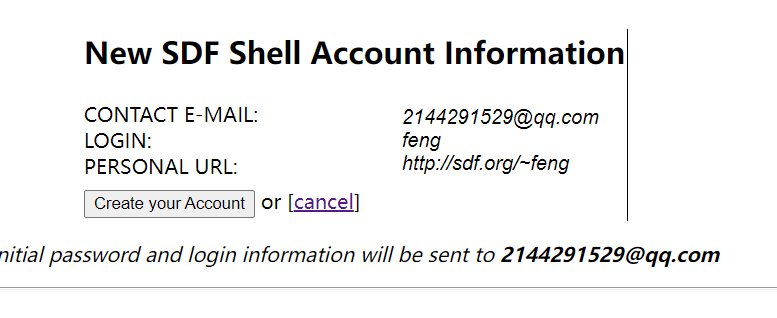 New SDF Shell Account Information
CONTACT E-MAIL: 2144291529@qq.com
LOGIN: feng
PERSONAL URL: http://sdf.org/~feng
Create your Account or [cancel]
nitial password and login information will be sent to 2144291529@qq.com